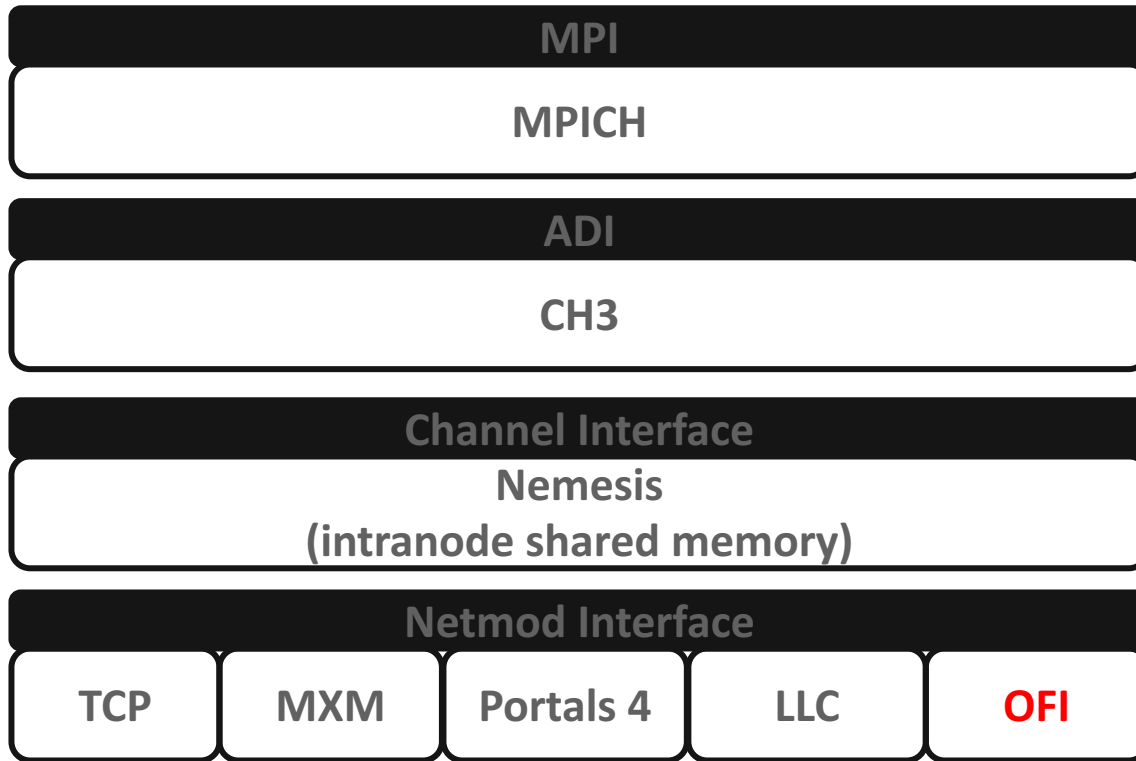 MPI
MPICH
ADI
CH3
Channel Interface
Nemesis
(intranode shared memory)
Netmod Interface
TCP MXM Portals 4 LLC OFI